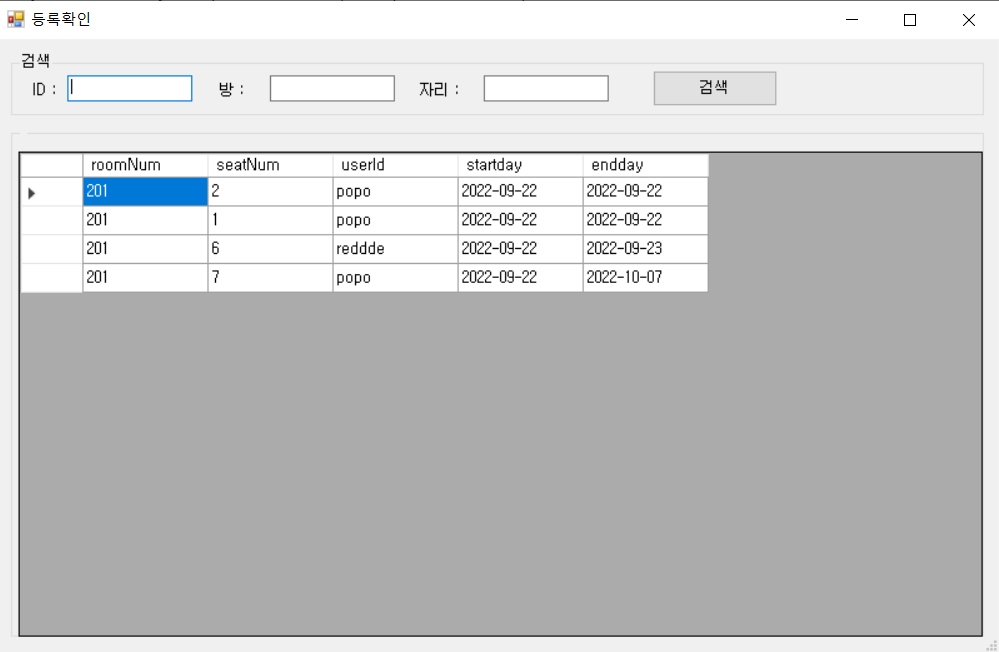 등록확인
검색
ID : 방 : 자리 : 검색
roomNum seatNum userId startday endday
201 2 popo 2022-09-22 2022-09-22
201 1 popo 2022-09-22 2022-09-22
201 6 reddde 2022-09-22 2022-09-23
201 7 popo 2022-09-22 2022-10-07